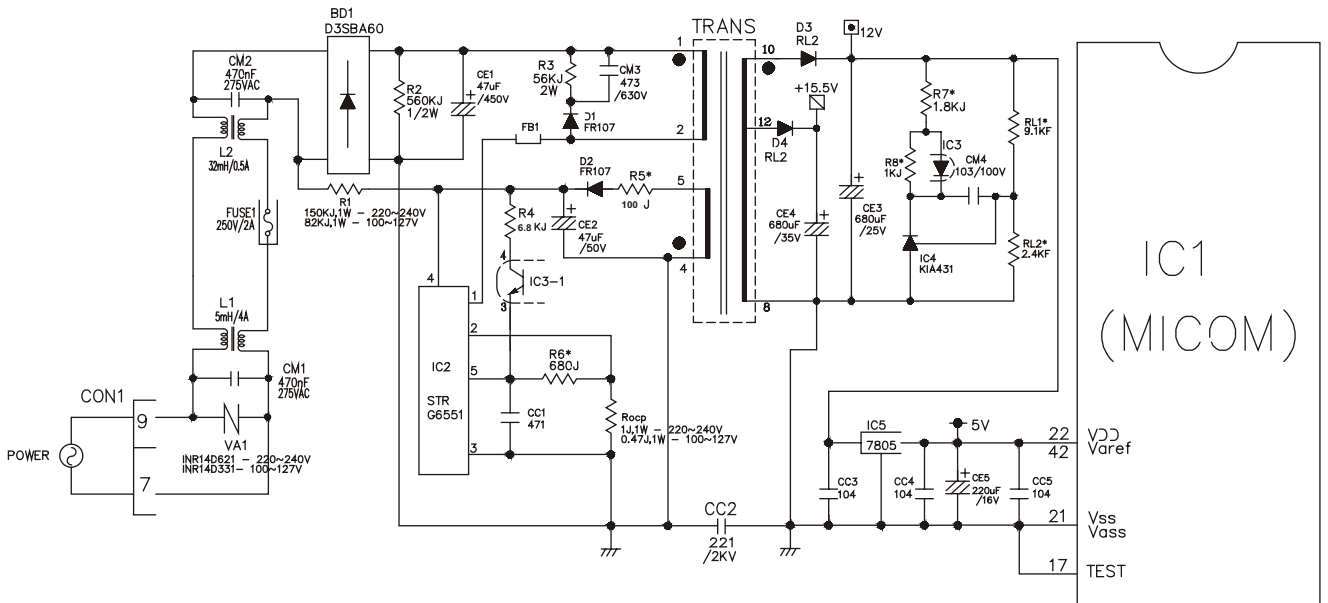 BD1
D3SBA60
CM2
470nF
275VAC
R2
560KJ
1/2W
CE1
47uF
/450V
R3
56KJ
2W
CM3
473
/630V
D1
FR107
FB1
TRANS
1
2
5
4
10
12
8
D3
RL2
12V
+15.5V
D4
RL2
R7*
1.8KJ
RL1*
9.1KF
IC3
R8*
1KJ
CM4
103/100V
CE3
680uF
/25V
CE4
680uF
/35V
IC4
KIA431
RL2*
2.4KF
L2
32mH/0.5A
FUSE1
250V/2A
R1
150KJ,1W - 220~240V
82KJ,1W - 100~127V
D2
FR107
R5*
100 J
R4
6.8 KJ
CE2
47uF
/50V
4
IC3-1
3
4
1
2
5
3
IC2
STR
G6551
R6*
680J
CC1
471
Rocp
1J,1W - 220~240V
0.47J,1W - 100~127V
L1
5mH/4A
CM1
470nF
275VAC
CON1
9
7
VA1
INR14D621 - 220~240V
INR14D331- 100~127V
POWER
CC2
221
/2KV
IC1
(MICOM)
IC5
7805
5V
CC3
104
CC4
104
CE5
220uF
/16V
CC5
104
22
42
VDD
Varef
21
Vss
Vass
17
TEST